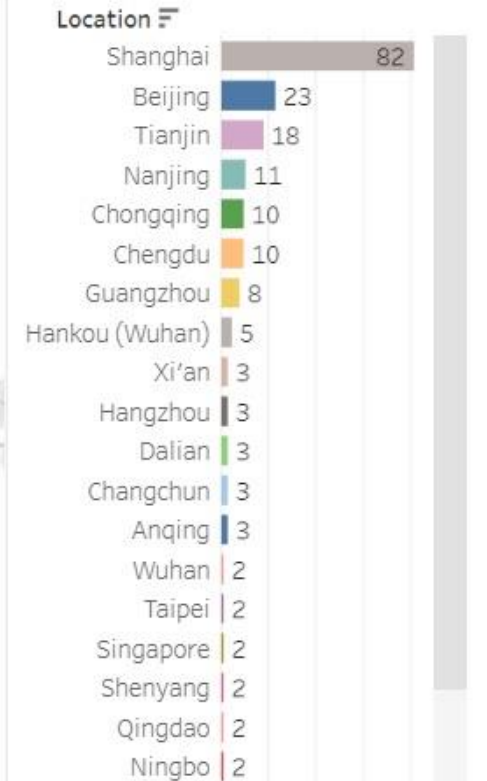 Location
Shanghai 82
Beijing 23
Tianjin 18
Nanjing 11
Chongqing 10
Chengdu 10
Guangzhou 8
Hankou (Wuhan) 5
Xi’an 3
Hangzhou 3
Dalian 3
Changchun 3
Anqing 3
Wuhan 2
Taipei 2
Singapore 2
Shenyang 2
Qingdao 2
Ningbo 2